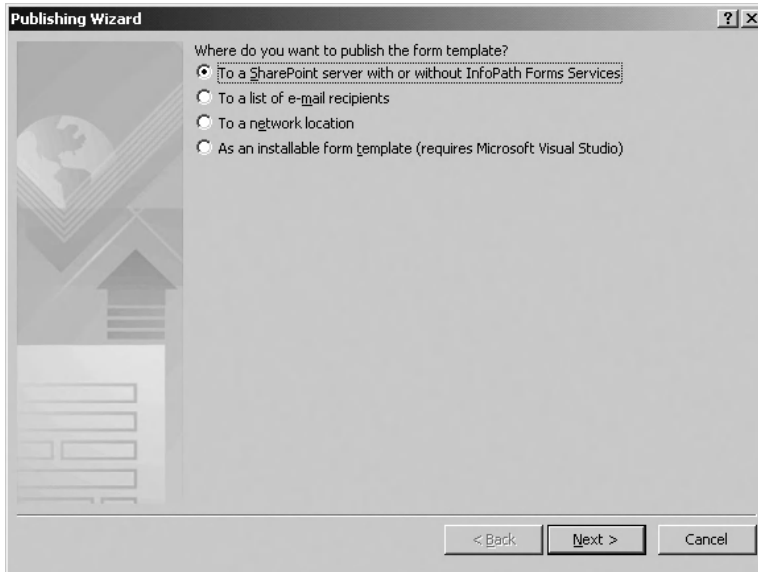 Publishing Wizard
Where do you want to publish the form template?
To a SharePoint server with or without InfoPath Forms Services
To a list of e-mail recipients
To a network location
As an installable form template (requires Microsoft Visual Studio)
< Back Next > Cancel